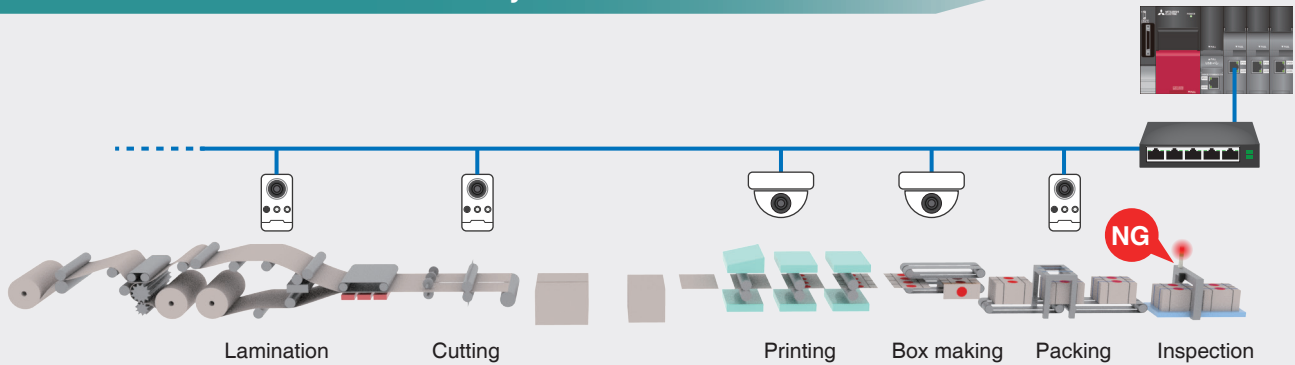 NG
Lamination
Cutting
Printing
Box making
Packing
Inspection